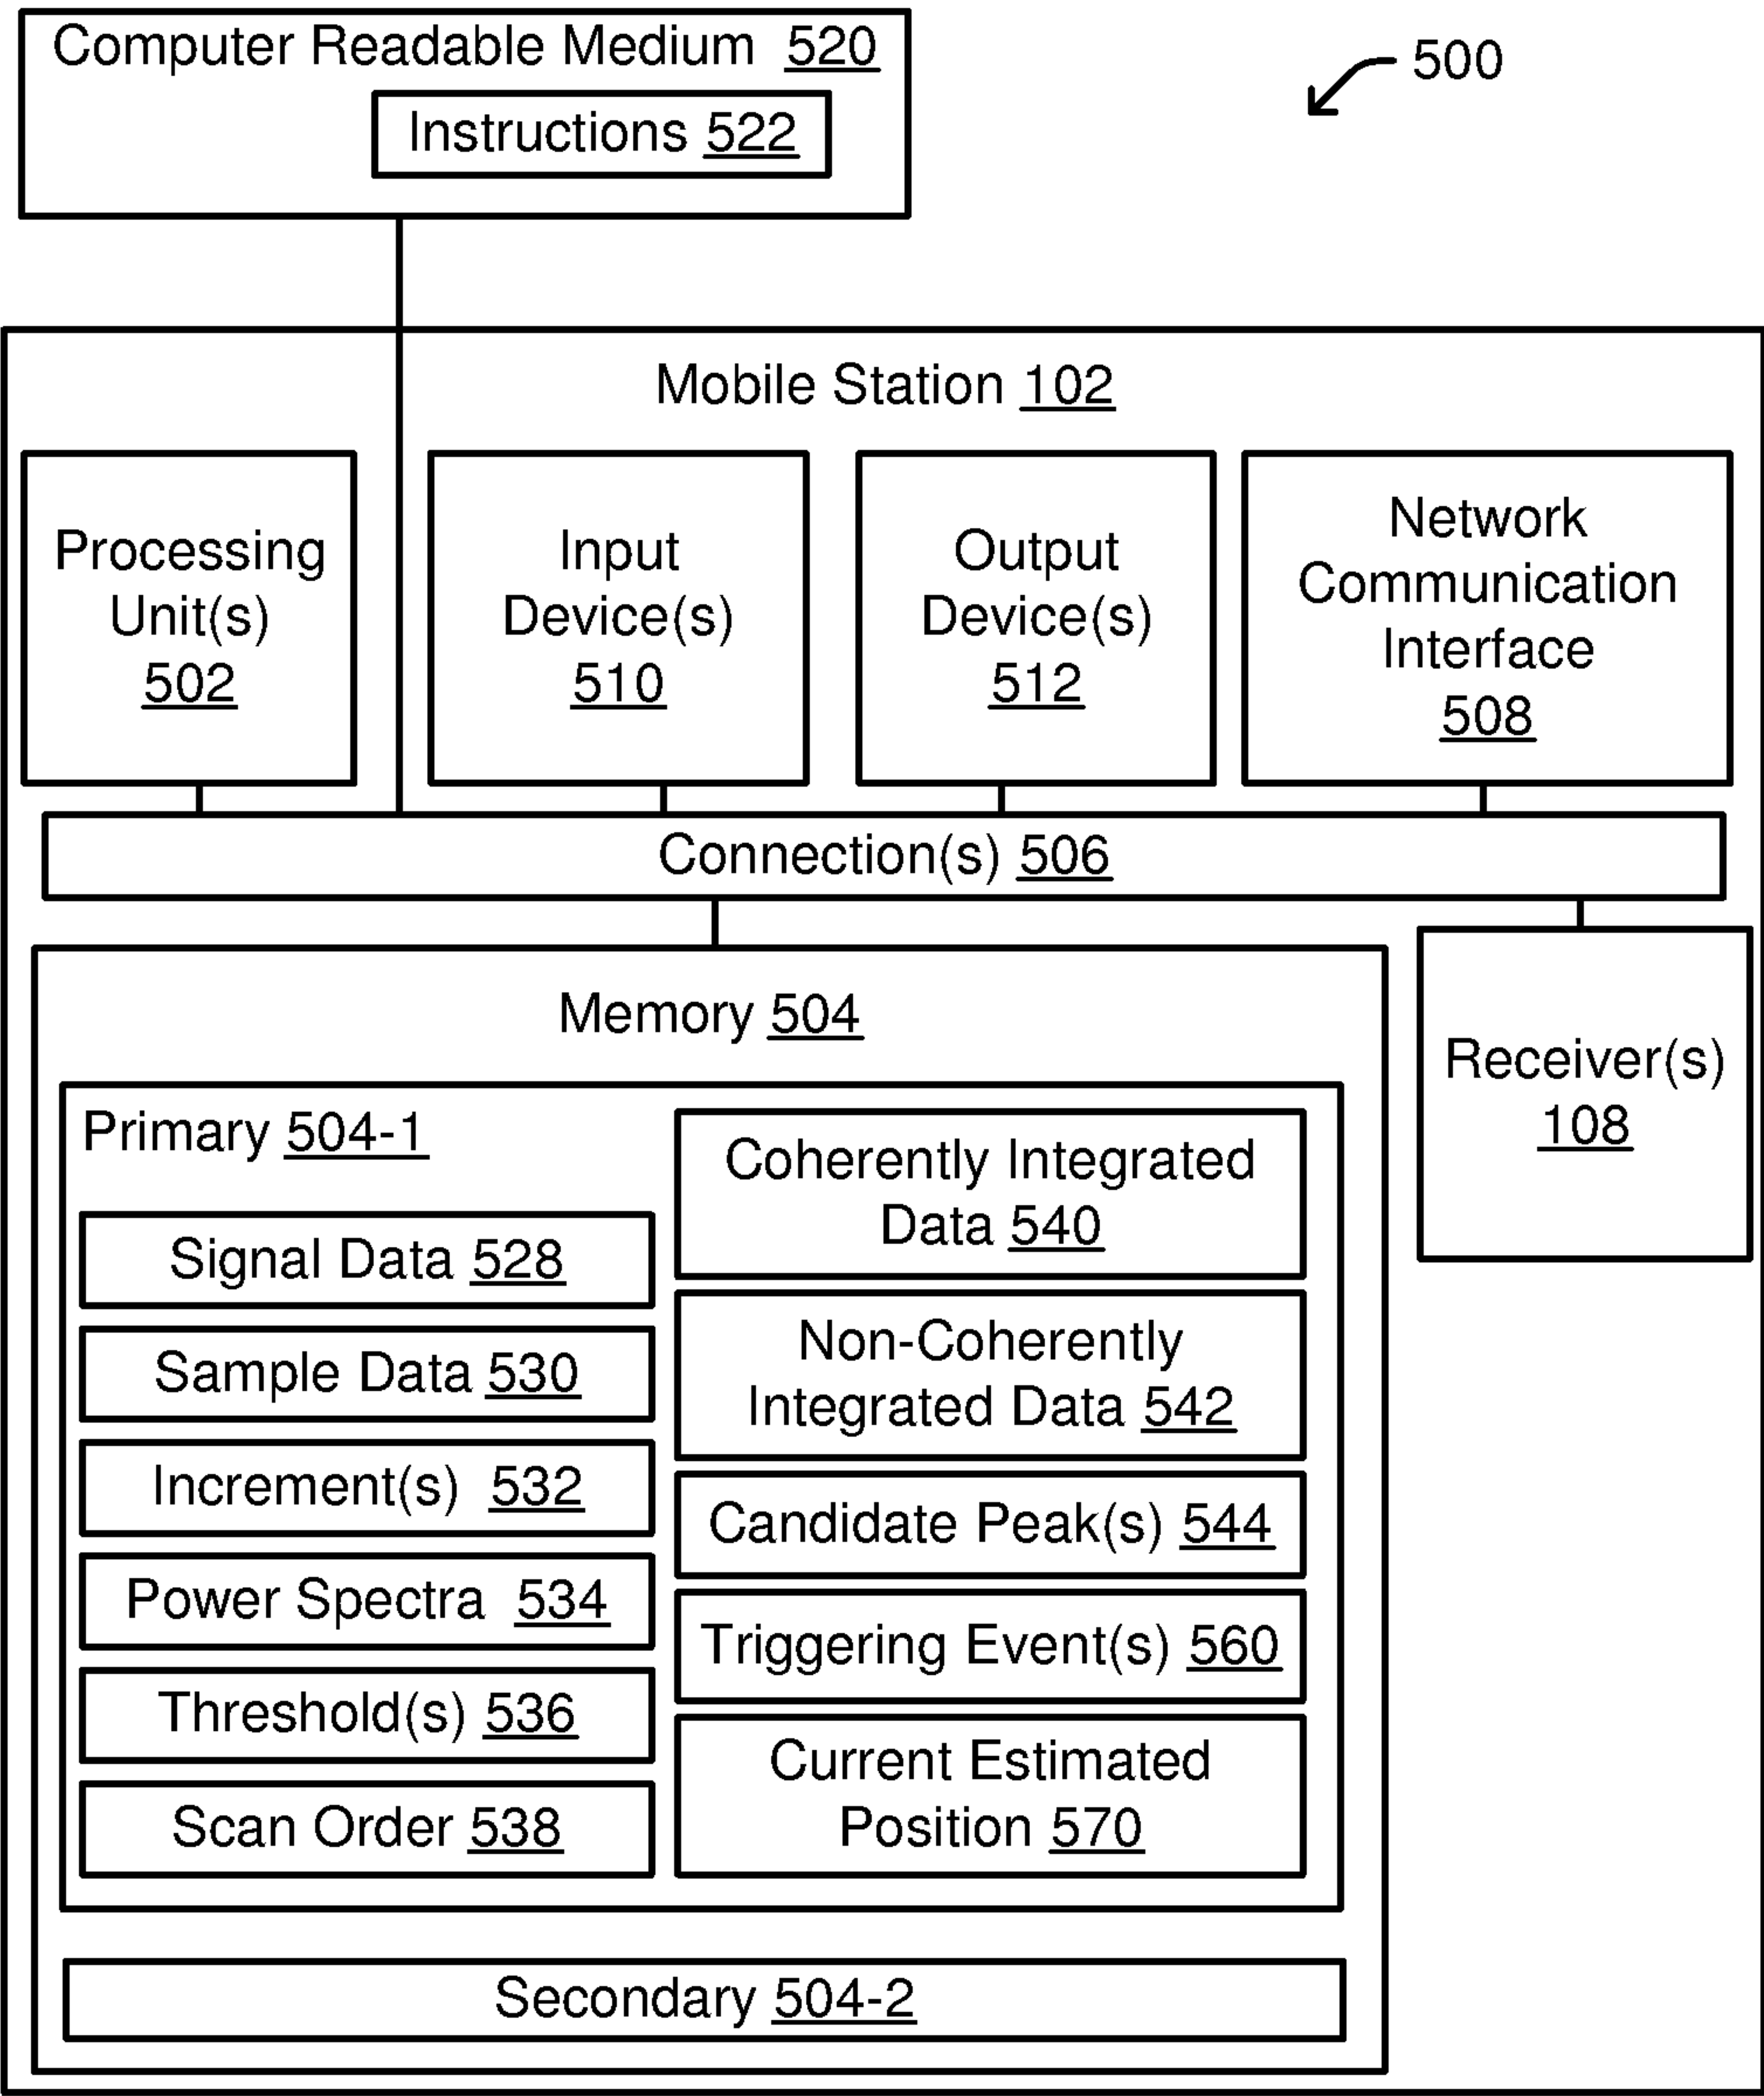 Computer Readable Medium 520
500
Instructions 522
Mobile Station 102
Processing
Unit(s)
502
Input
Device(s)
510
Output
Device(s)
512
Network
Communication
Interface
508
Connection(s) 506
Memory 504
Receiver(s)
108
Primary 504-1
Signal Data 528
Sample Data 530
Increment(s) 532
Power Spectra 534
Threshold(s) 536
Scan Order 538
Coherently Integrated
Data 540
Non-Coherently
Integrated Data 542
Candidate Peak(s) 544
Triggering Event(s) 560
Current Estimated
Position 570
Secondary 504-2